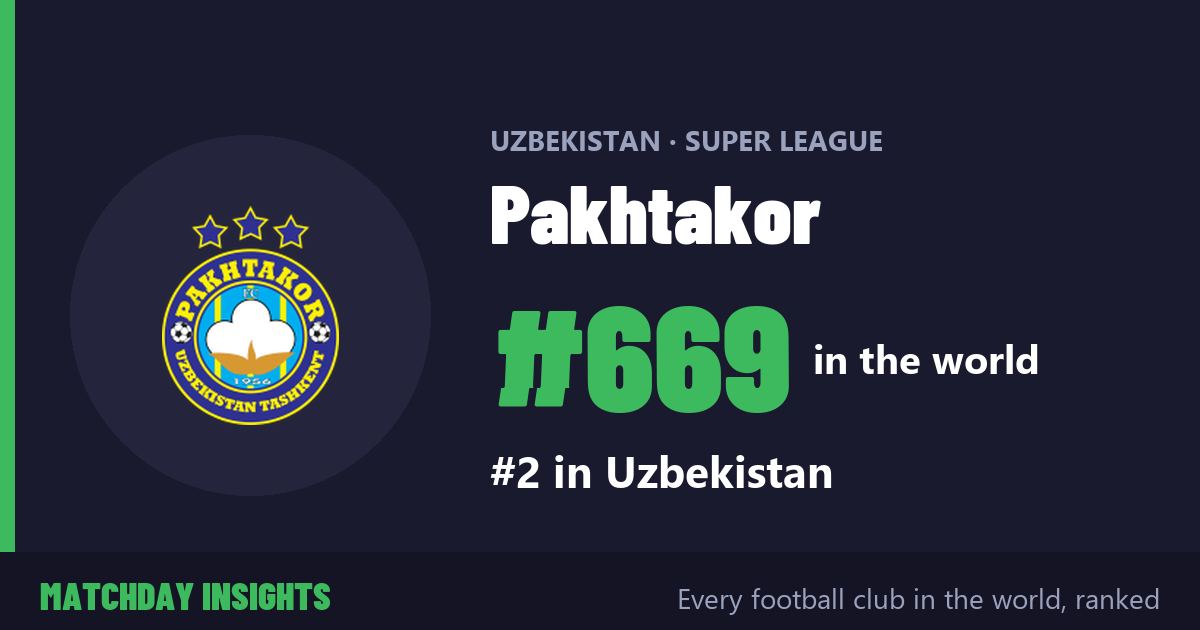 UZBEKISTAN · SUPER LEAGUE
Pakhtakor
PAKHTAKOR
FC
1956
UZBEKISTAN TASHKENT
#669 in the world
#2 in Uzbekistan
MATCHDAY INSIGHTS
Every football club in the world, ranked